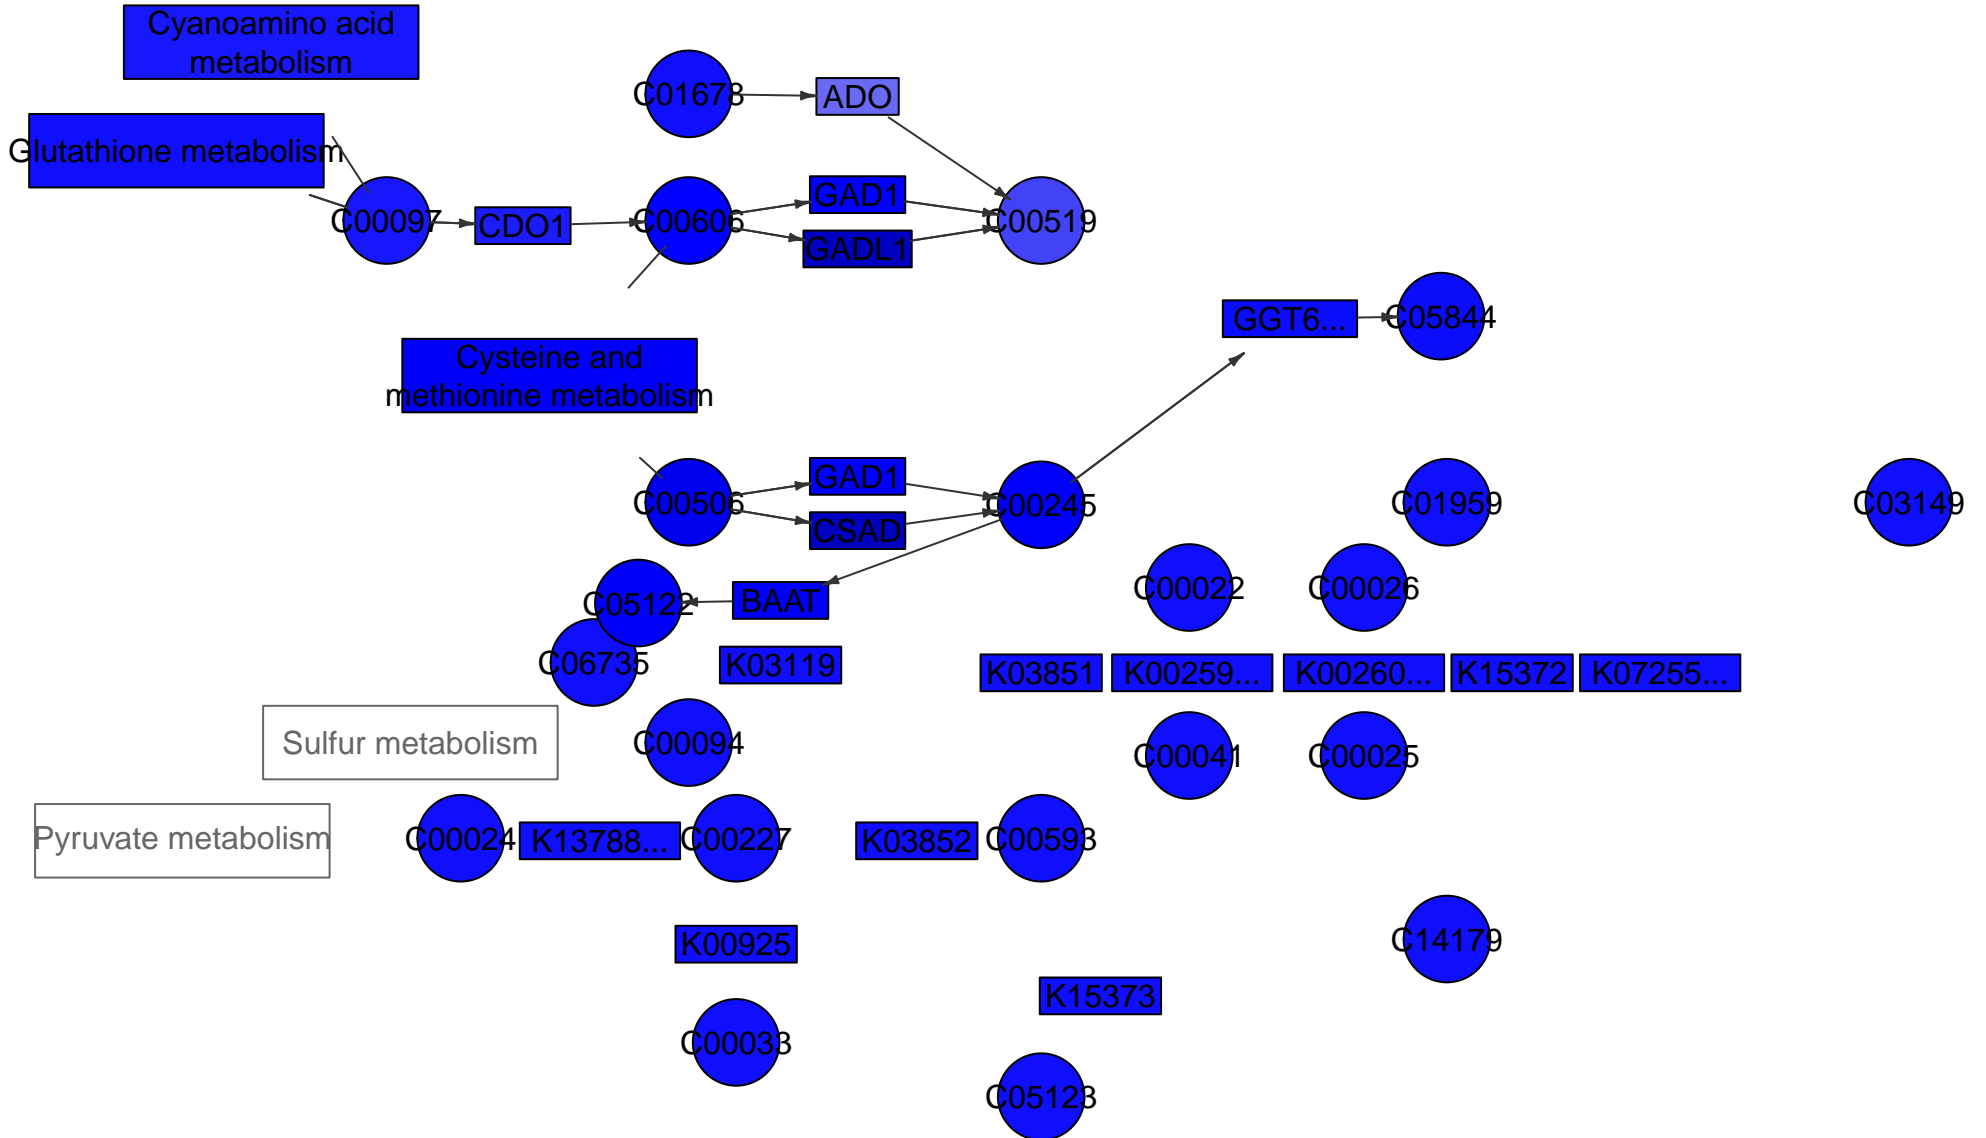 Cyanoamino acid
metabolism
C01678
ADO
Glutathione metabolism
C00097
CDO1
C00606
GAD1
GADL1
C00519
GGT6...
C05844
Cysteine and
methionine metabolism
C00506
GAD1
CSAD
C00245
C01959
C03149
C05122
BAAT
C00022
C00026
C06735
K03119
K03851
K00259...
K00260...
K15372
K07255...
Sulfur metabolism
C00094
C00041
C00025
Pyruvate metabolism
C00024
K13788...
C00227
K03852
C00593
K00925
C14179
K15373
C00033
C05123